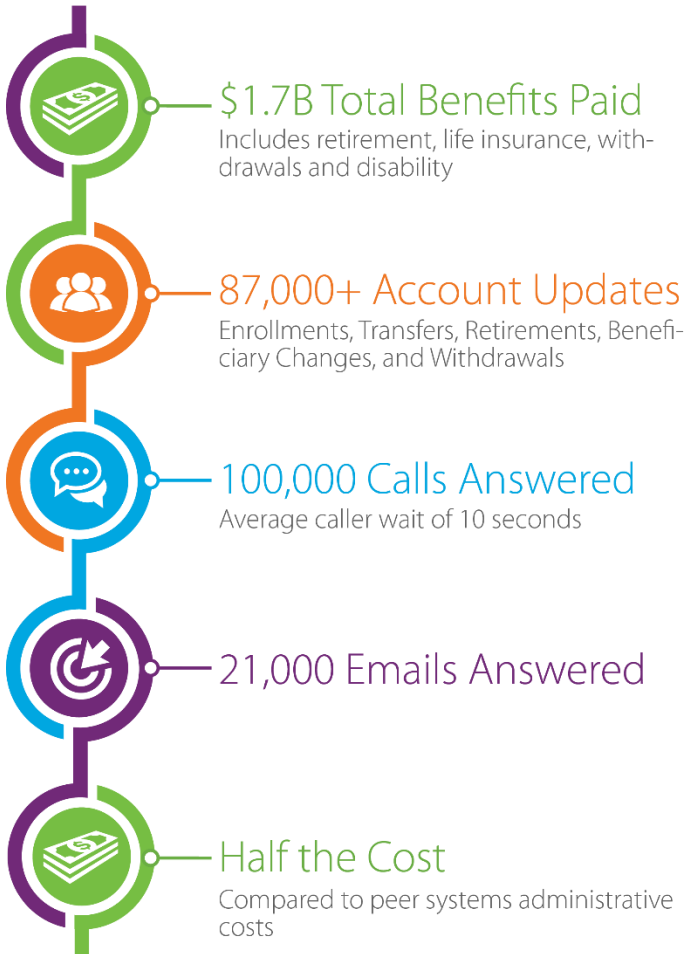 $1.7B Total Benefits Paid
Includes retirement, life insurance, with-
drawals and disability
87,000+ Account Updates
Enrollments, Transfers, Retirements, Benefi-
ciary Changes, and Withdrawals
100,000 Calls Answered
Average caller wait of 10 seconds
21,000 Emails Answered
Half the Cost
Compared to peer systems administrative
costs